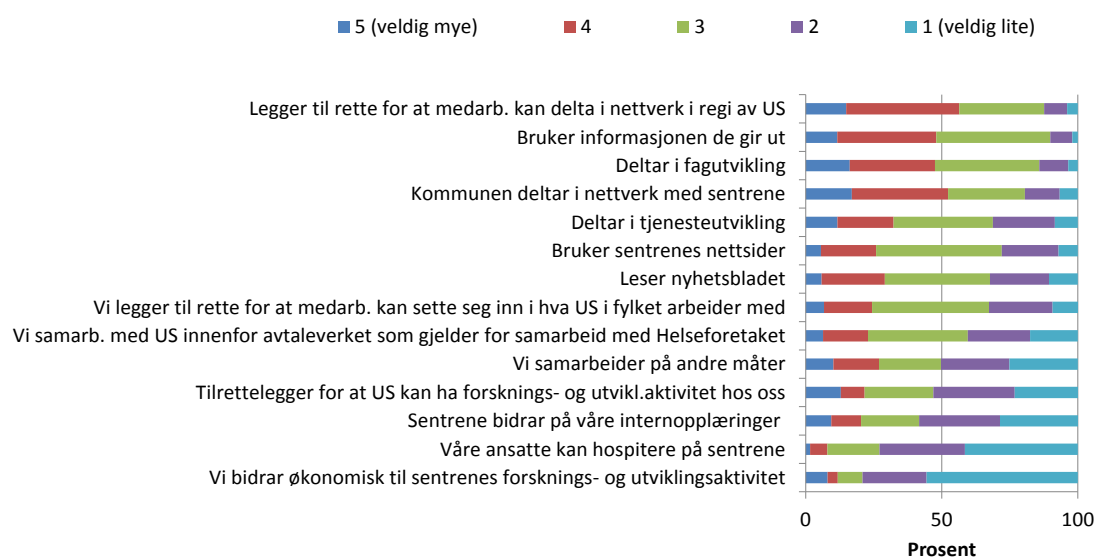 5 (veldig mye) 4 3 2 1 (veldig lite)
Legger til rette for at medarb. kan delta i nettverk i regi av US
Bruker informasjonen de gir ut
Deltar i fagutvikling
Kommunen deltar i nettverk med sentrene
Deltar i tjenesteutvikling
Bruker sentrenes nettsider
Leser nyhetsbladet
Vi legger til rette for at medarb. kan sette seg inn i hva US i fylket arbeider med
Vi samarb. med US innenfor avtaleverket som gjelder for samarbeid med Helseforetaket
Vi samarbeider på andre måter
Tilrettelegger for at US kan ha forsknings- og utvikl.aktivitet hos oss
Sentrene bidrar på våre internopplæringer
Våre ansatte kan hospitere på sentrene
Vi bidrar økonomisk til sentrenes forsknings- og utviklingsaktivitet
0 50 100
Prosent